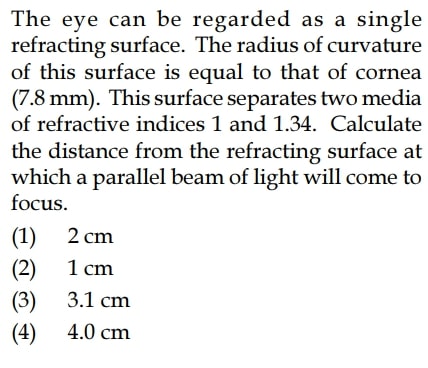 The eye can be regarded as a single
refracting surface. The radius of curvature
of this surface is equal to that of cornea
(7.8 mm). This surface separates two media
of refractive indices 1 and 1.34. Calculate
the distance from the refracting surface at
which a parallel beam of light will come to
focus.
(1) 2 cm
(2) 1 cm
(3) 3.1 cm
(4) 4.0 cm